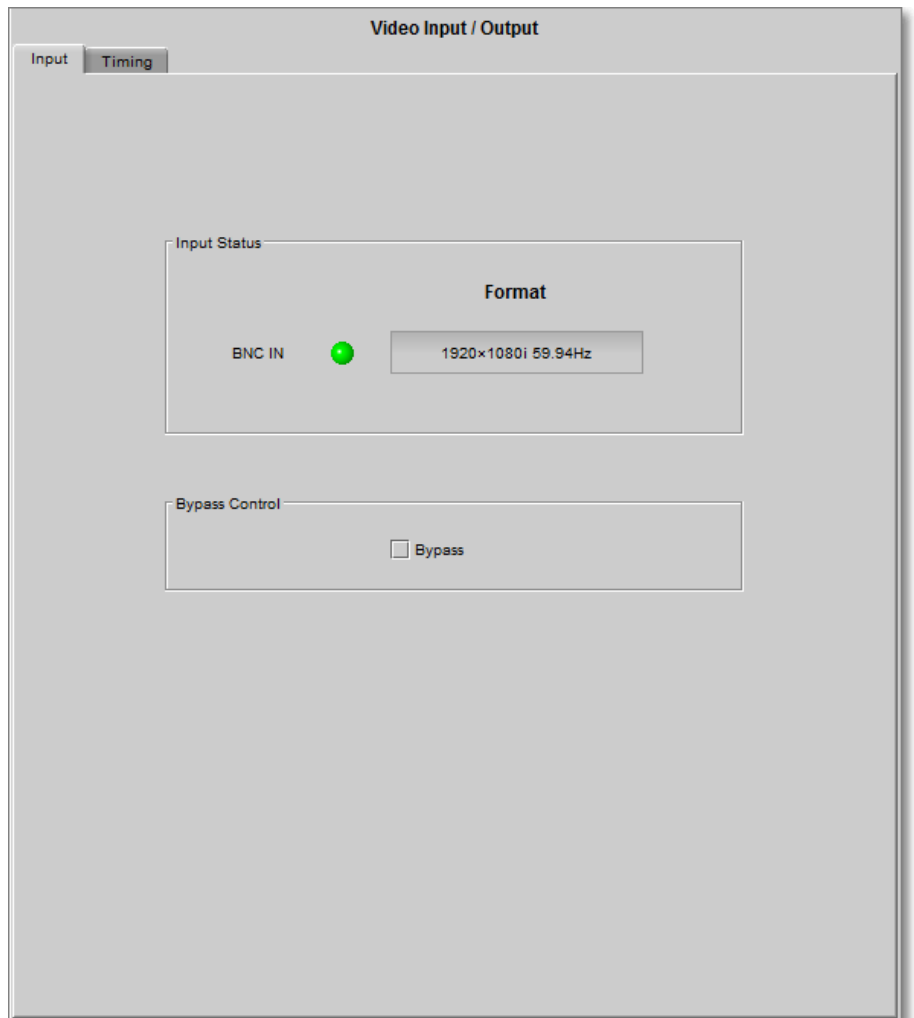 Video Input / Output
Input
Timing
Input Status
Format
BNC IN
1920×1080i 59.94Hz
Bypass Control
Bypass